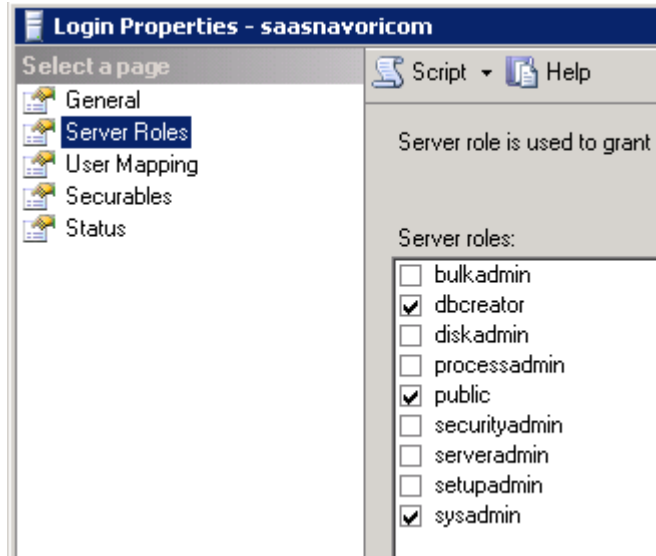 Login Properties - saasnavoricom
Select a page
General
Server Roles
User Mapping
Securables
Status
Script
Help
Server role is used to grant
Server roles:
bulkadmin
dbcreator
diskadmin
processadmin
public
securityadmin
serveradmin
setupadmin
sysadmin